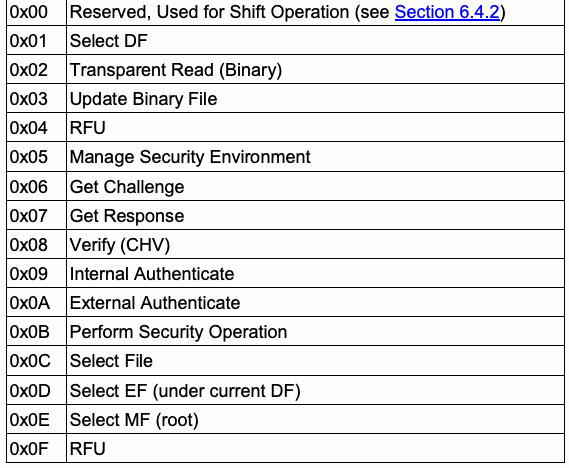 0x00 Reserved, Used for Shift Operation (see Section 6.4.2)
0x01 Select DF
0x02 Transparent Read (Binary)
0x03 Update Binary File
0x04 RFU
0x05 Manage Security Environment
0x06 Get Challenge
0x07 Get Response
0x08 Verify (CHV)
0x09 Internal Authenticate
0x0A External Authenticate
0x0B Perform Security Operation
0x0C Select File
0x0D Select EF (under current DF)
0x0E Select MF (root)
0x0F RFU